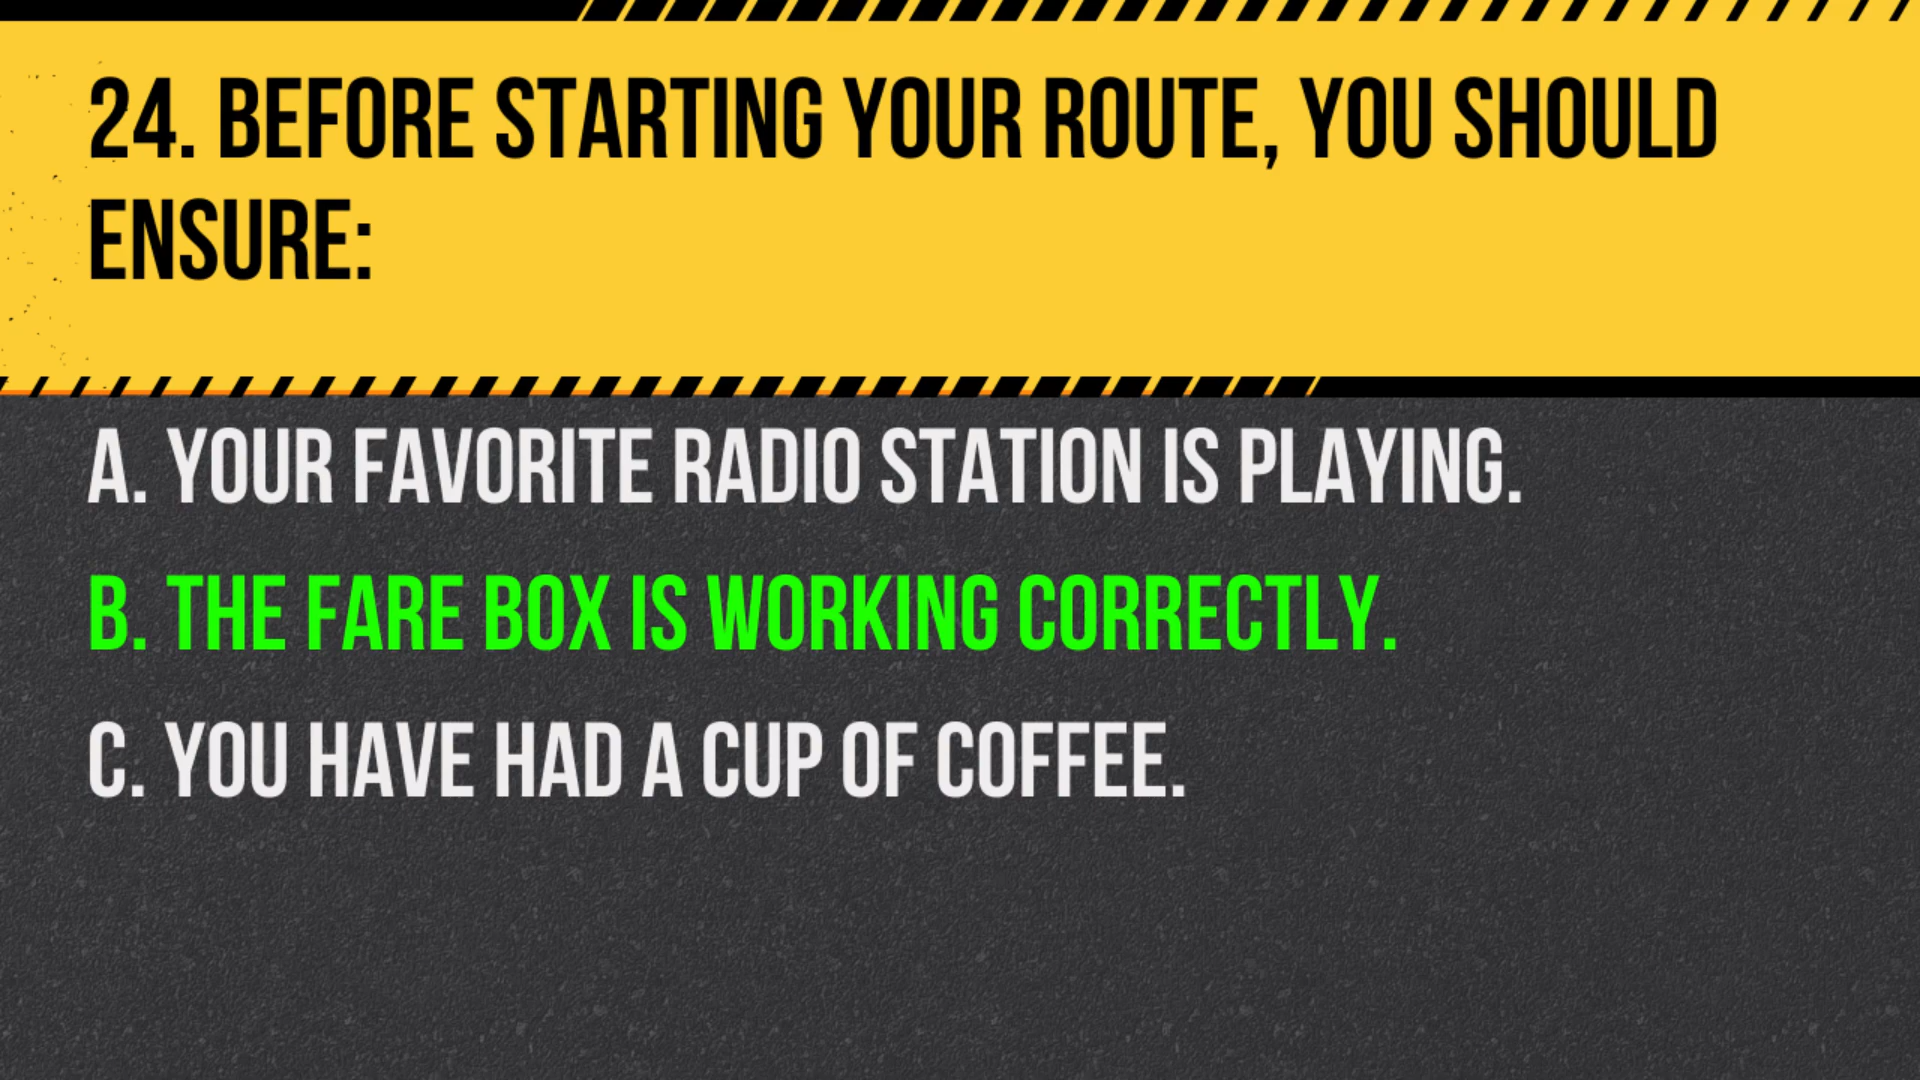 24. BEFORE STARTING YOUR ROUTE, YOU SHOULD
ENSURE:
A. YOUR FAVORITE RADIO STATION IS PLAYING.
B. THE FARE BOX IS WORKING CORRECTLY.
C. YOU HAVE HAD A CUP OF COFFEE.